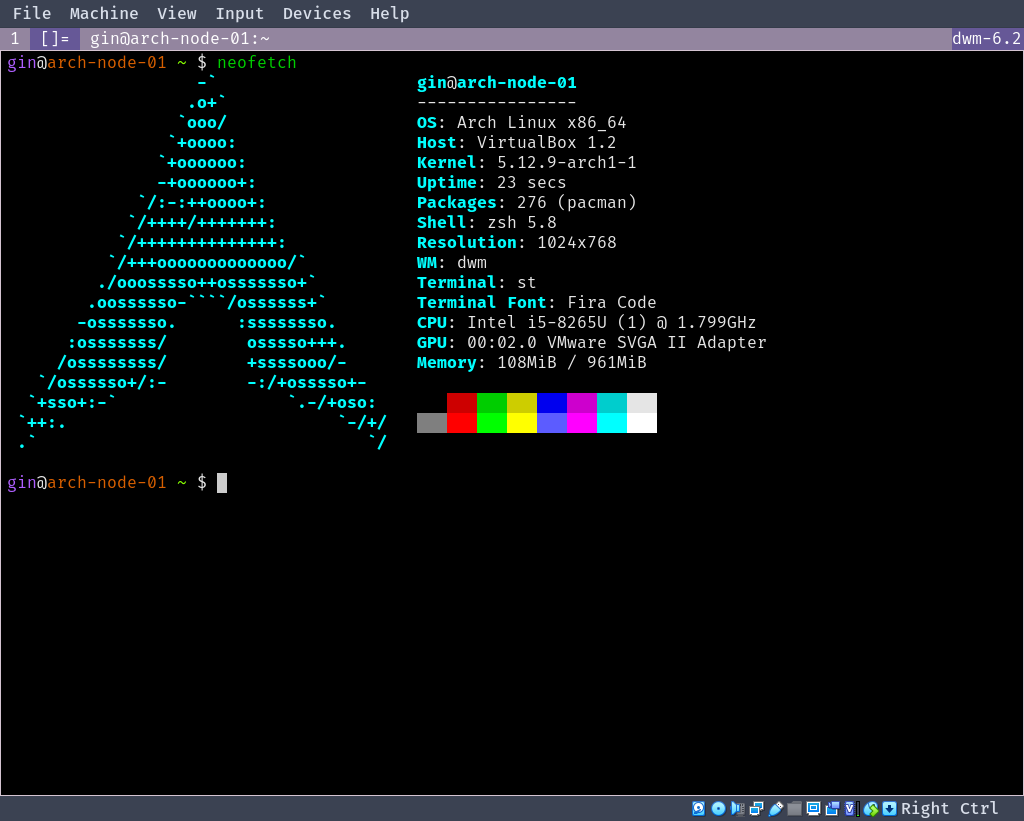 File Machine View Input Devices Help
1 []= gin@arch-node-01:~ dwm-6.2
gin@arch-node-01 ~ $ neofetch
-`
.o+`
`ooo/
`+oooo:
`+oooooo:
-+oooooo+:
`/:-:++oooo+:
`/++++/+++++++:
`/++++++++++++++:
`/+++ooooooooooooo/`
./ooosssso++osssssso+`
.oossssso-````/ossssss+`
-osssssso. :ssssssso.
:osssssss/ osssso+++.
/ossssssss/ +ssssooo/-
`/ossssso+/:- -:/+osssso+-
`+sso+:-` `.-/+oso:
`++:. `-/+/
.` `/
gin@arch-node-01
----------------
OS: Arch Linux x86_64
Host: VirtualBox 1.2
Kernel: 5.12.9-arch1-1
Uptime: 23 secs
Packages: 276 (pacman)
Shell: zsh 5.8
Resolution: 1024x768
WM: dwm
Terminal: st
Terminal Font: Fira Code
CPU: Intel i5-8265U (1) @ 1.799GHz
GPU: 00:02.0 VMware SVGA II Adapter
Memory: 108MiB / 961MiB
gin@arch-node-01 ~ $
Right Ctrl